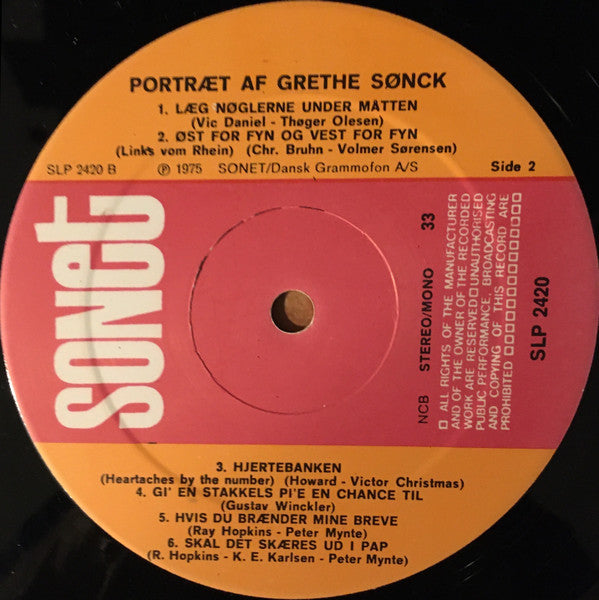 PORTRÆT AF GRETHE SØNCK
1. LÆG NØGLERNE UNDER MÅTTEN
(Vic Daniel - Thøger Olesen)
2. ØST FOR FYN OG VEST FOR FYN
(Links vom Rhein) (Chr. Bruhn - Volmer Sørensen)
SLP 2420 B ℗ 1975 SONET/Dansk Grammofon A/S Side 2
sonet
NCB STEREO/MONO 33
□ ALL RIGHTS OF THE MANUFACTURER
AND OF THE OWNER OF THE RECORDED
WORK ARE RESERVED □ UNAUTHORISED
PUBLIC PERFORMANCE, BROADCASTING
AND COPYING OF THIS RECORD ARE
PROHIBITED □□□□□□□□□□□
SLP 2420
3. HJERTEBANKEN
(Heartaches by the number) (Howard - Victor Christmas)
4. GI' EN STAKKELS PI'E EN CHANCE TIL
(Gustav Winckler)
5. HVIS DU BRÆNDER MINE BREVE
(Ray Hopkins - Peter Mynte)
6. SKAL DET SKÆRES UD I PAP
(R. Hopkins - K. E. Karlsen - Peter Mynte)